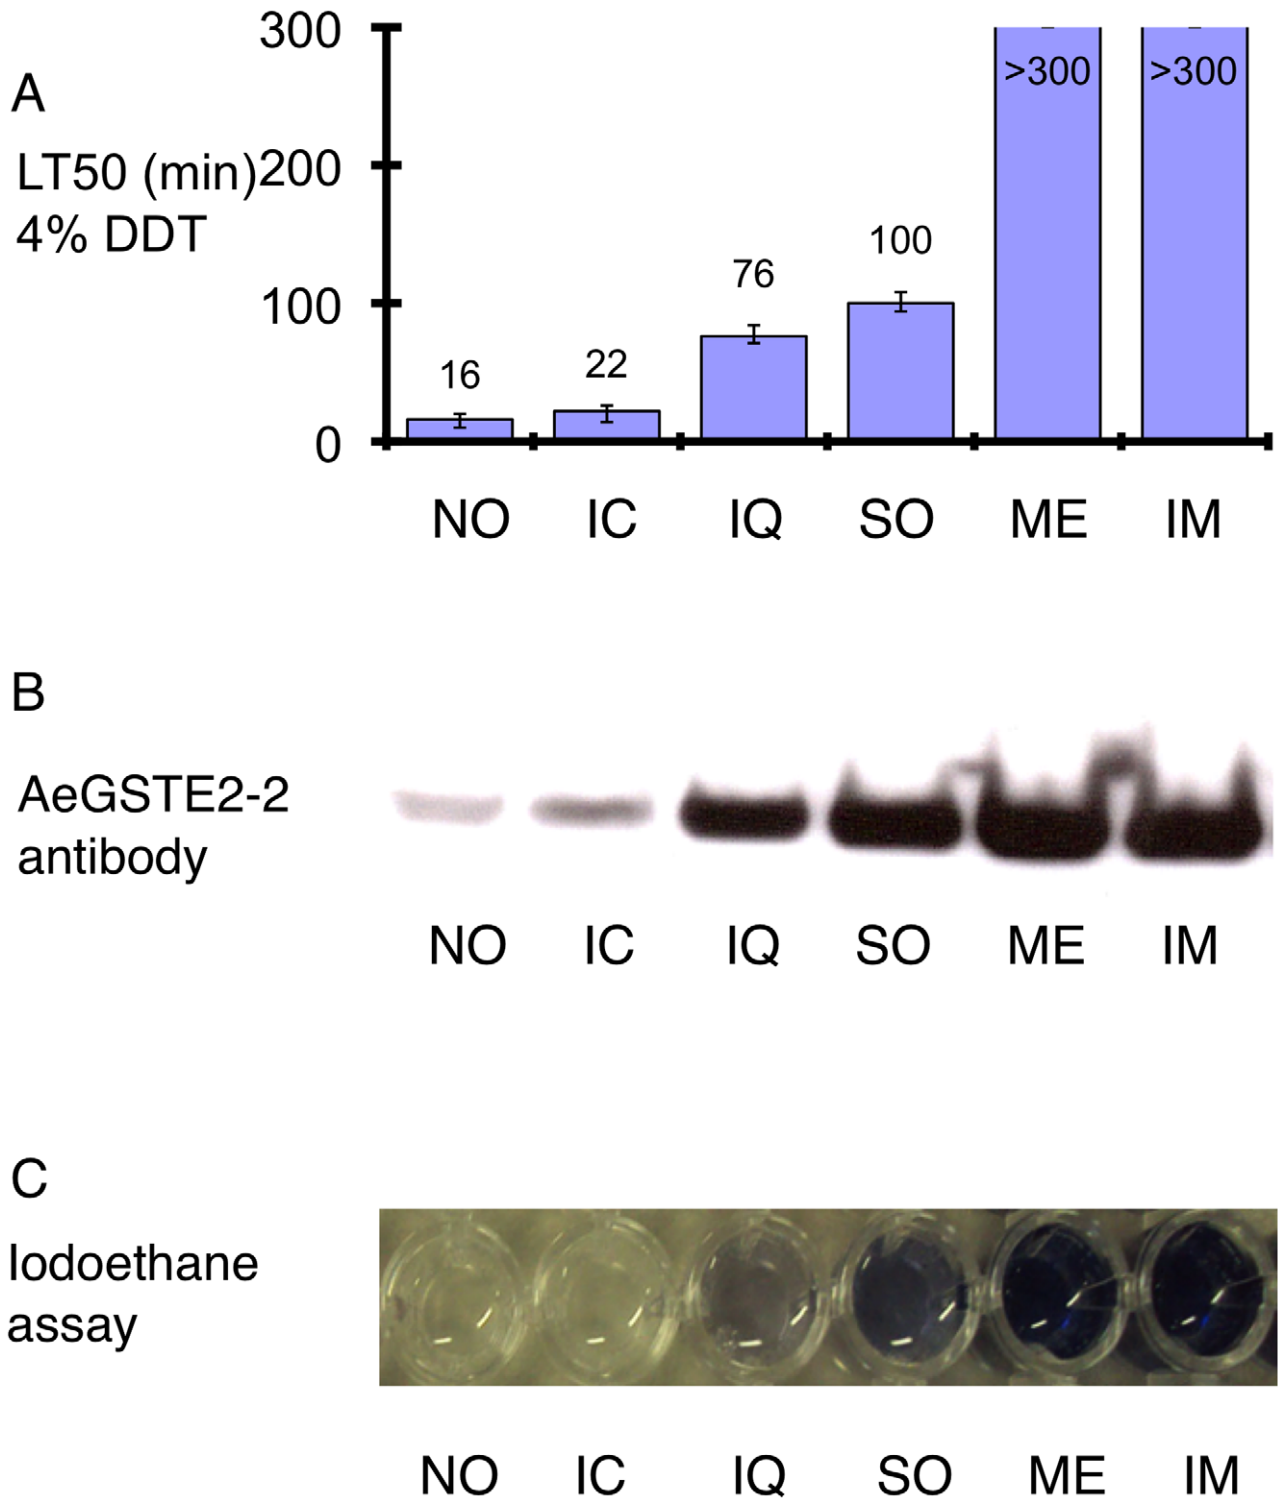 A
LT50 (min)
4% DDT
300
200
100
0
16
22
76
100
>300
>300
NO IC IQ SO ME IM
B
AeGSTE2-2
antibody
NO IC IQ SO ME IM
C
Iodoethane
assay
NO IC IQ SO ME IM